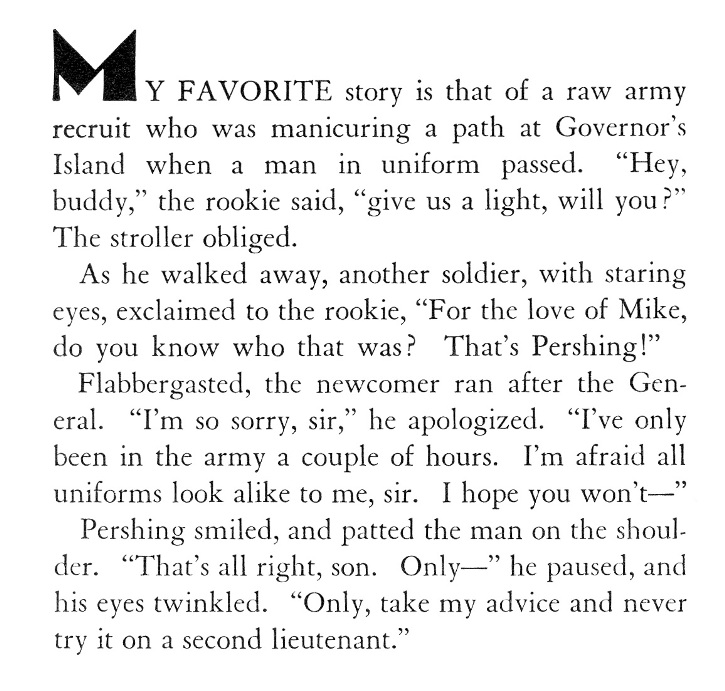 MY FAVORITE story is that of a raw army
recruit who was manicuring a path at Governor's
Island when a man in uniform passed. “Hey,
buddy,” the rookie said, “give us a light, will you?”
The stroller obliged.
As he walked away, another soldier, with staring
eyes, exclaimed to the rookie, “For the love of Mike,
do you know who that was? That's Pershing!”
Flabbergasted, the newcomer ran after the Gen-
eral. “I'm so sorry, sir,” he apologized. “I've only
been in the army a couple of hours. I'm afraid all
uniforms look alike to me, sir. I hope you won't—”
Pershing smiled, and patted the man on the shoul-
der. “That's all right, son. Only—” he paused, and
his eyes twinkled. “Only, take my advice and never
try it on a second lieutenant.”